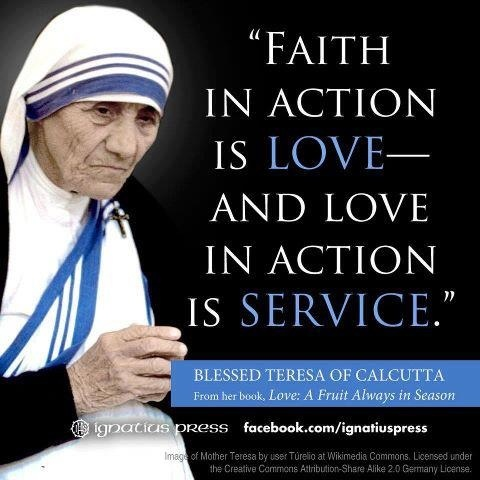 “FAITH
IN ACTION
IS LOVE—
AND LOVE
IN ACTION
IS SERVICE.”
BLESSED TERESA OF CALCUTTA
From her book, Love: A Fruit Always in Season
ignatius press facebook.com/ignatiuspress
Image of Mother Teresa by user Túrelio at Wikimedia Commons. Licensed under
the Creative Commons Attribution-Share Alike 2.0 Germany License.